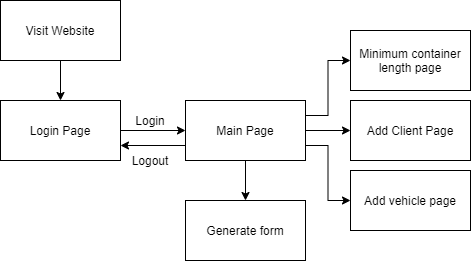 Visit Website
Minimum container
length page
Login
Login Page
Main Page
Add Client Page
Logout
Add vehicle page
Generate form